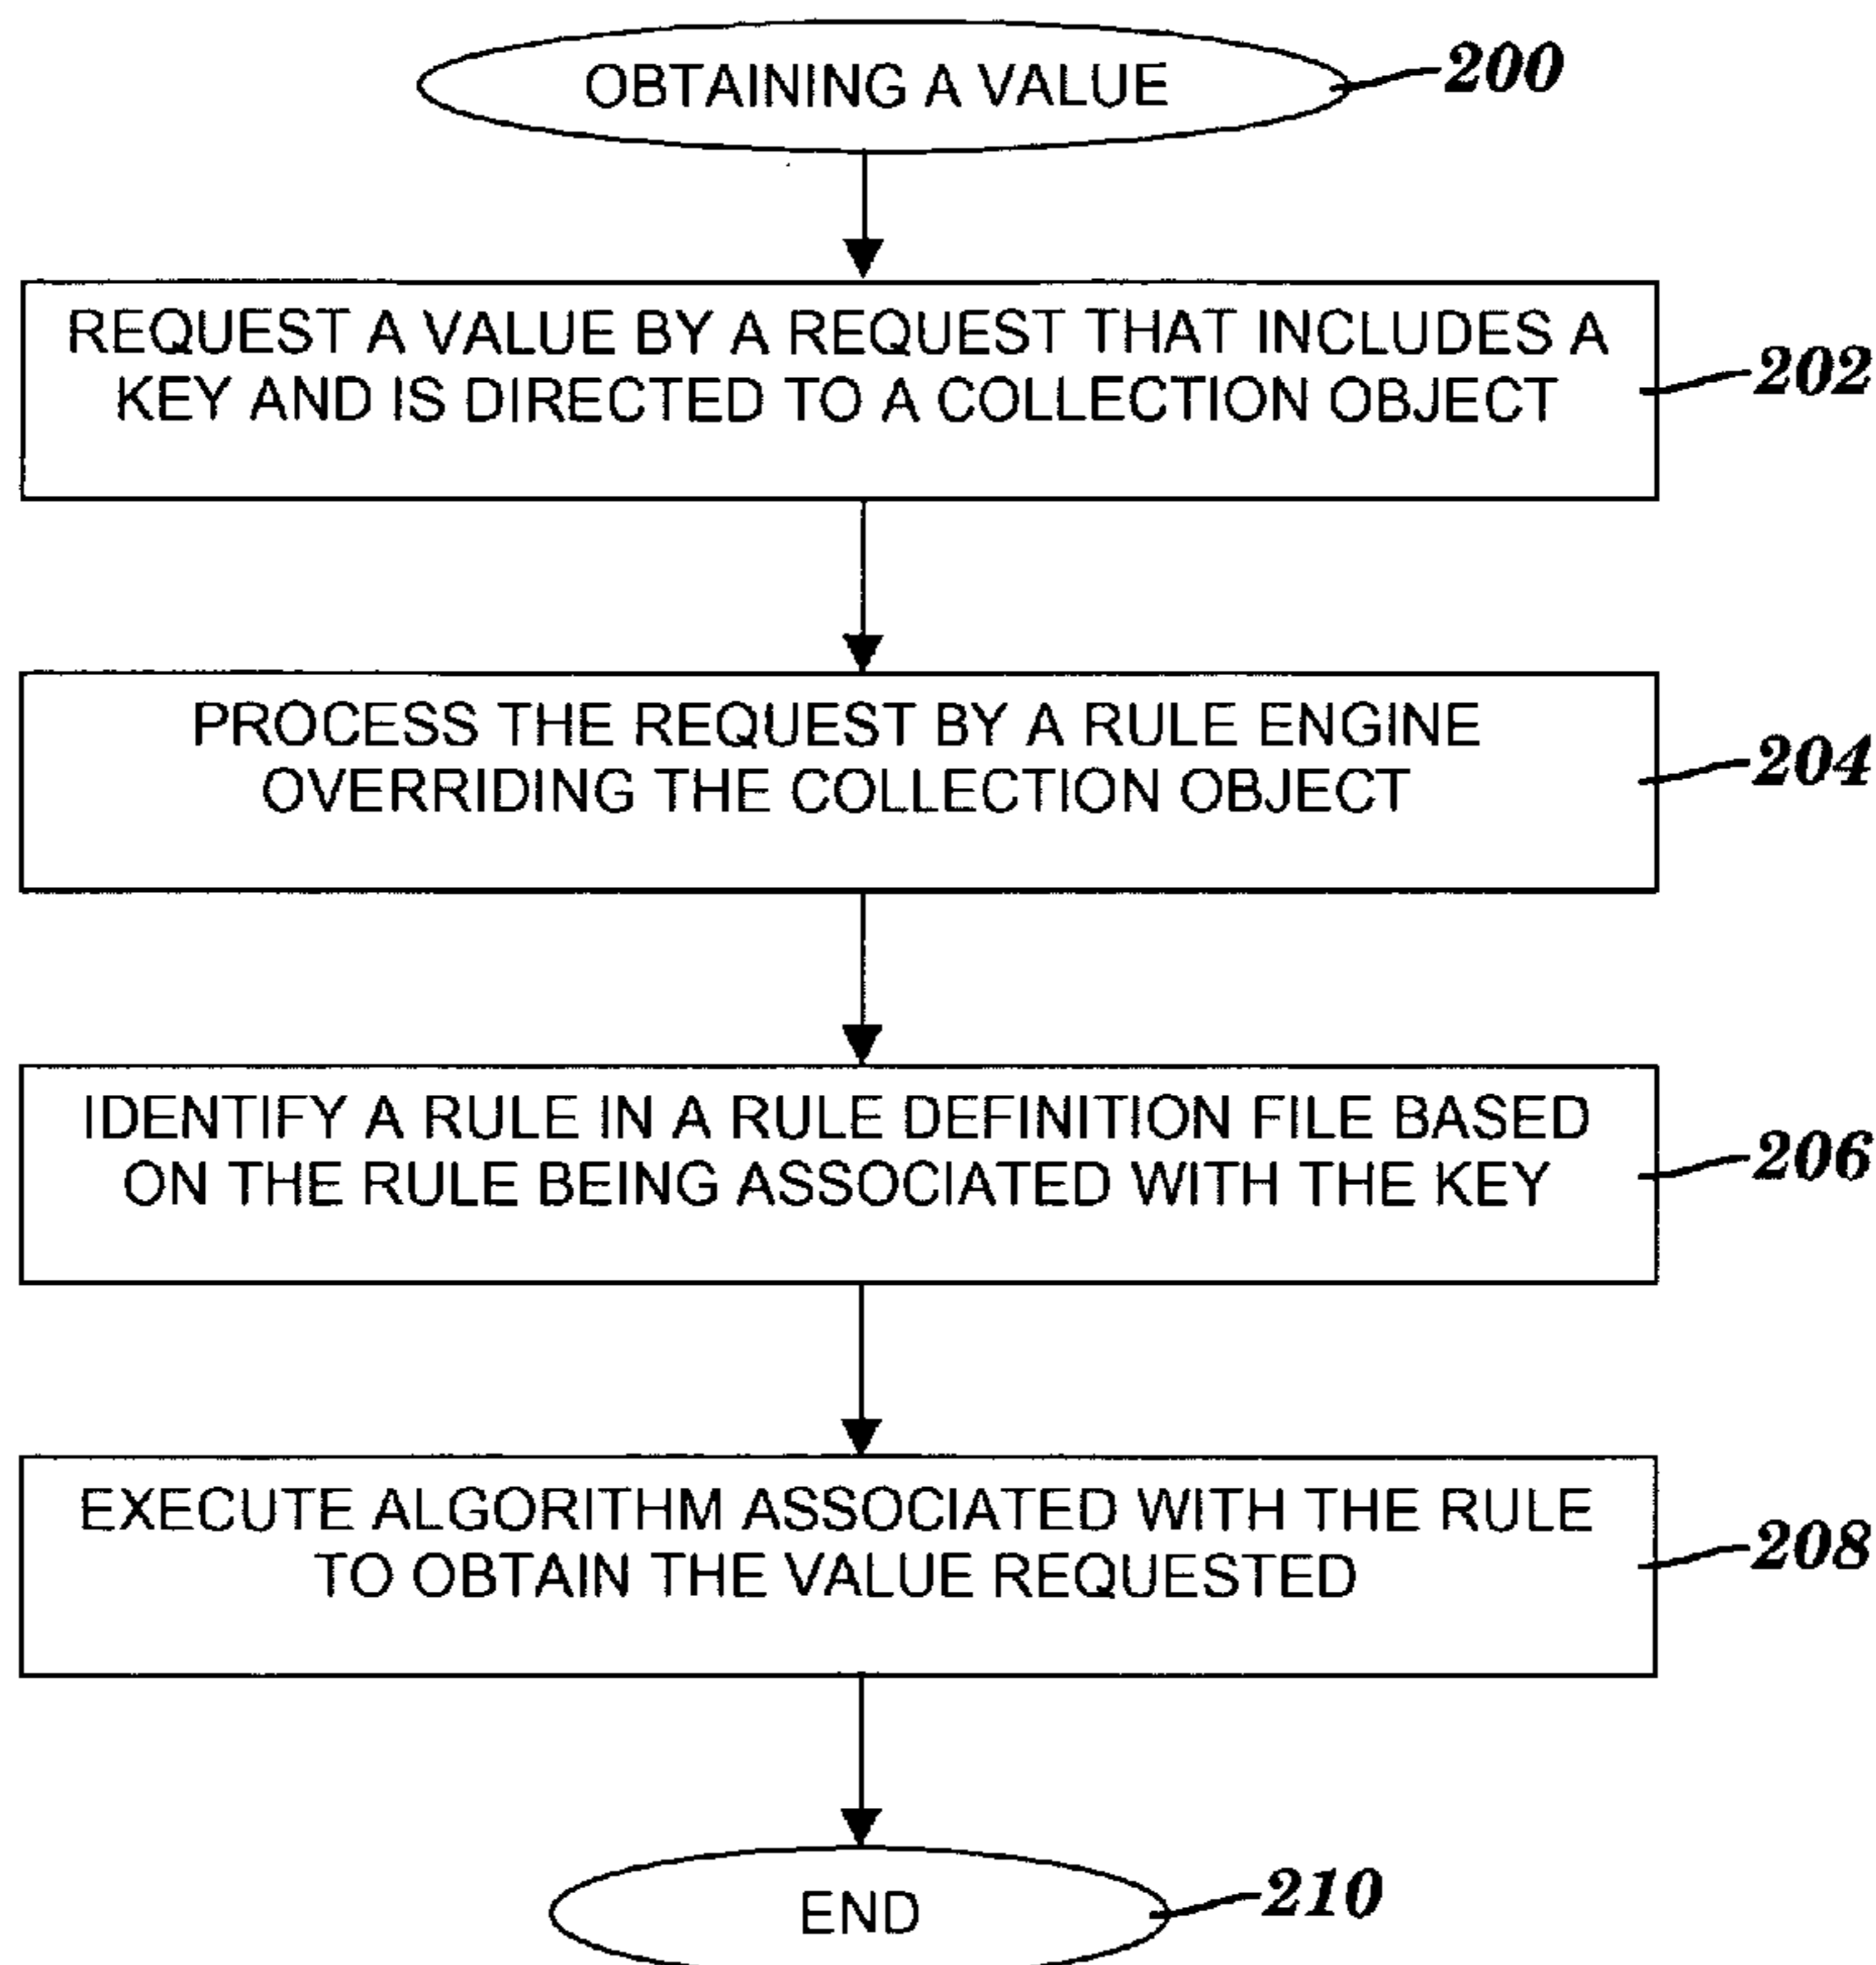 OBTAINING A VALUE
200
REQUEST A VALUE BY A REQUEST THAT INCLUDES A
KEY AND IS DIRECTED TO A COLLECTION OBJECT
202
PROCESS THE REQUEST BY A RULE ENGINE
OVERRIDING THE COLLECTION OBJECT
204
IDENTIFY A RULE IN A RULE DEFINITION FILE BASED
ON THE RULE BEING ASSOCIATED WITH THE KEY
206
EXECUTE ALGORITHM ASSOCIATED WITH THE RULE
TO OBTAIN THE VALUE REQUESTED
208
END
210